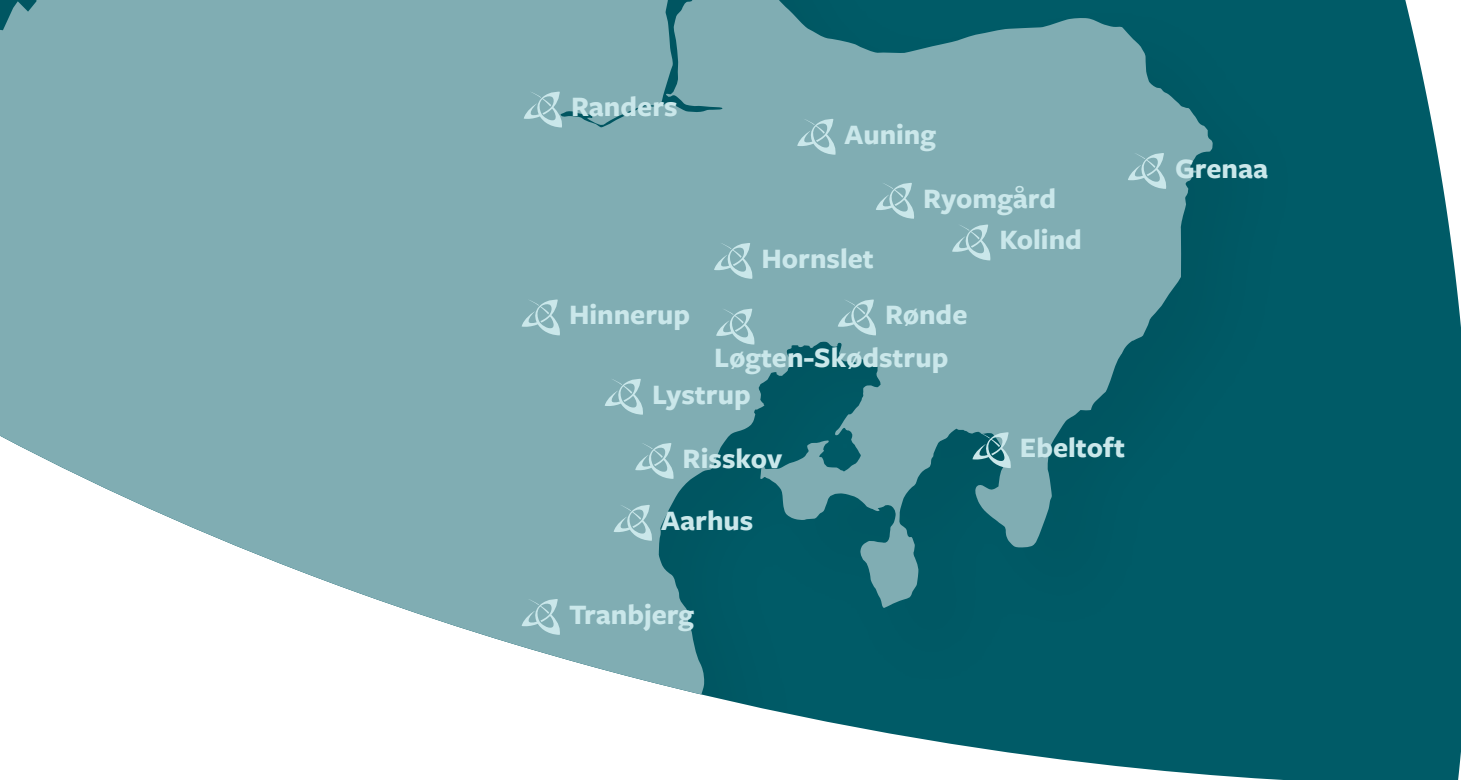 Randers
Auning
Grenaa
Ryomgård
Kolind
Hornslet
Hinnerup
Rønde
Løgten-Skødstrup
Lystrup
Ebeltoft
Risskov
Aarhus
Tranbjerg